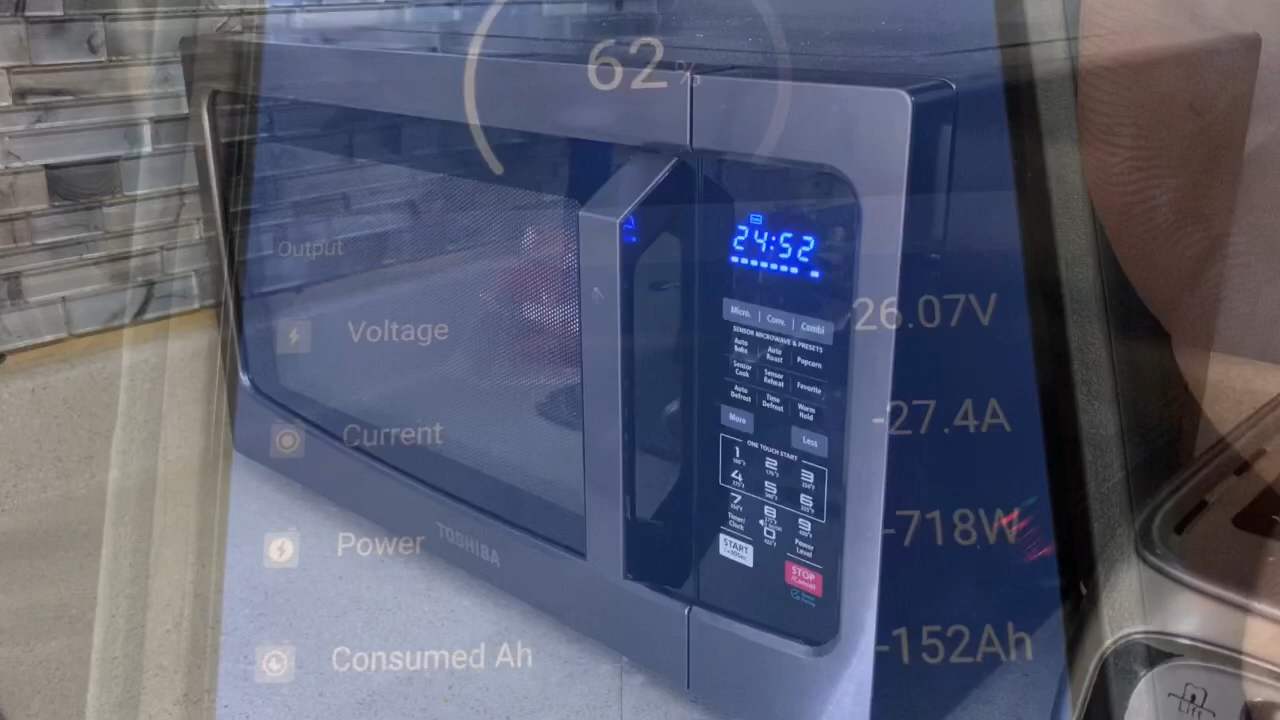 62%
Output
24:52
Voltage
26.07V
Micro. | Conv. | Combi
SENSOR MICROWAVE & PRESETS
Auto Bake
Auto Roast
Popcorn
Sensor Cook
Sensor Reheat
Favorite
Auto Defrost
Time Defrost
Warm Hold
More
Less
Current
-27.4A
ONE TOUCH START
1
2
3
4
5
6
7
8
9
Timer/
Clock
0
Power
Level
START
STOP
/Cancel
Power
-718W
TOSHIBA
Consumed Ah
-152Ah
Lift